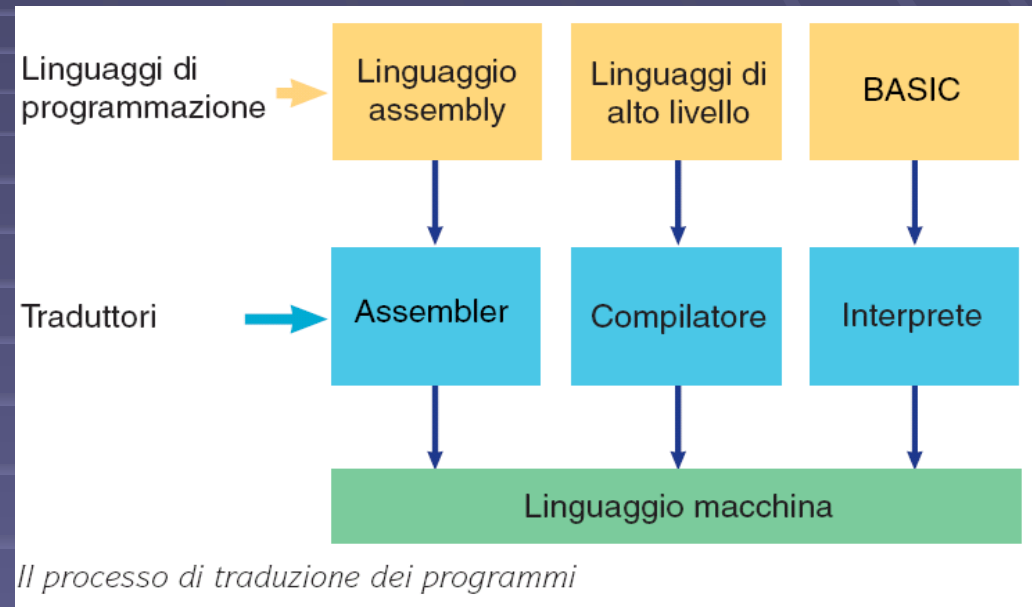 Linguaggi di
programmazione
Linguaggio
assembly
Linguaggi di
alto livello
BASIC
Traduttori
Assembler
Compilatore
Interprete
Linguaggio macchina
Il processo di traduzione dei programmi